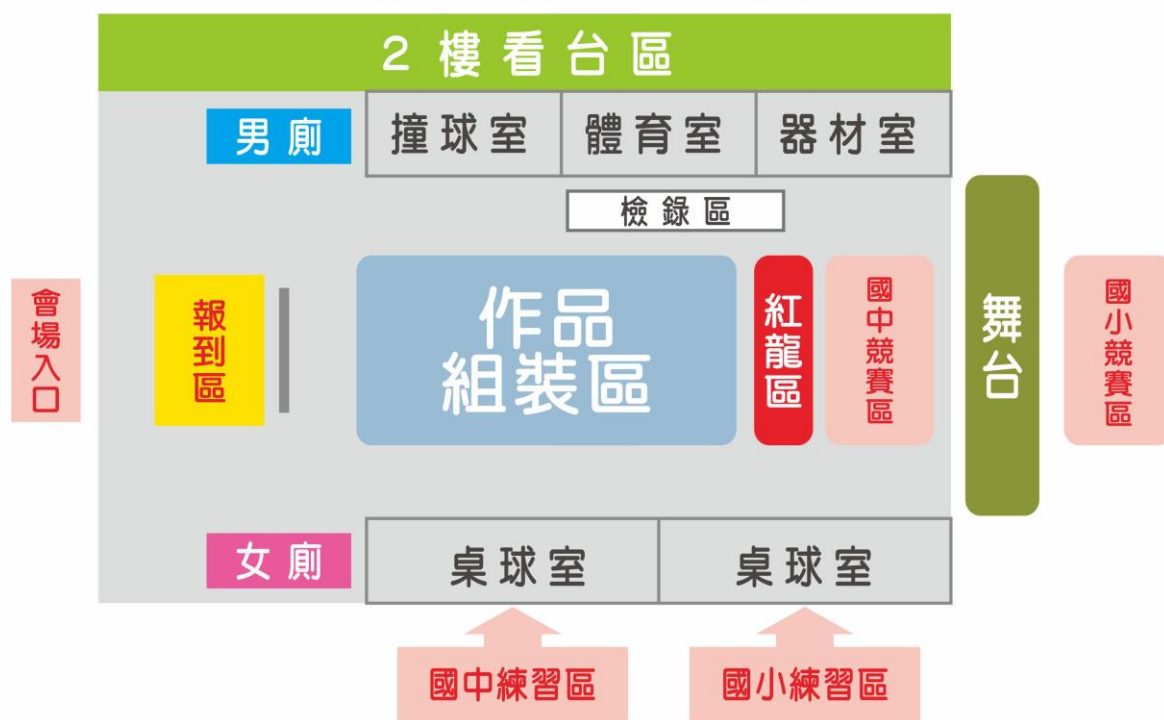 2樓看台區
男廁
撞球室
體育室
器材室
檢錄區
會場入口
報到區
作品
組裝區
紅龍區
國中競賽區
舞台
國小競賽區
女廁
桌球室
桌球室
國中練習區
國小練習區